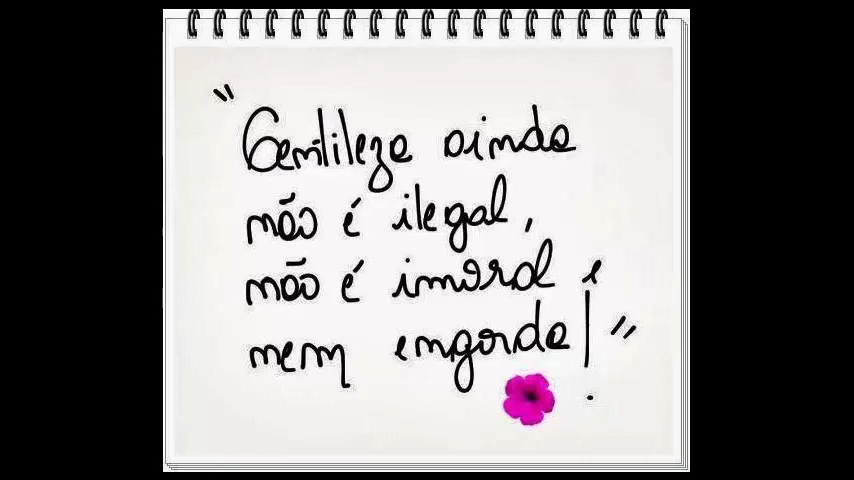 "Gentileza ainda
não é ilegal,
não é imoral e
nem engorda!"